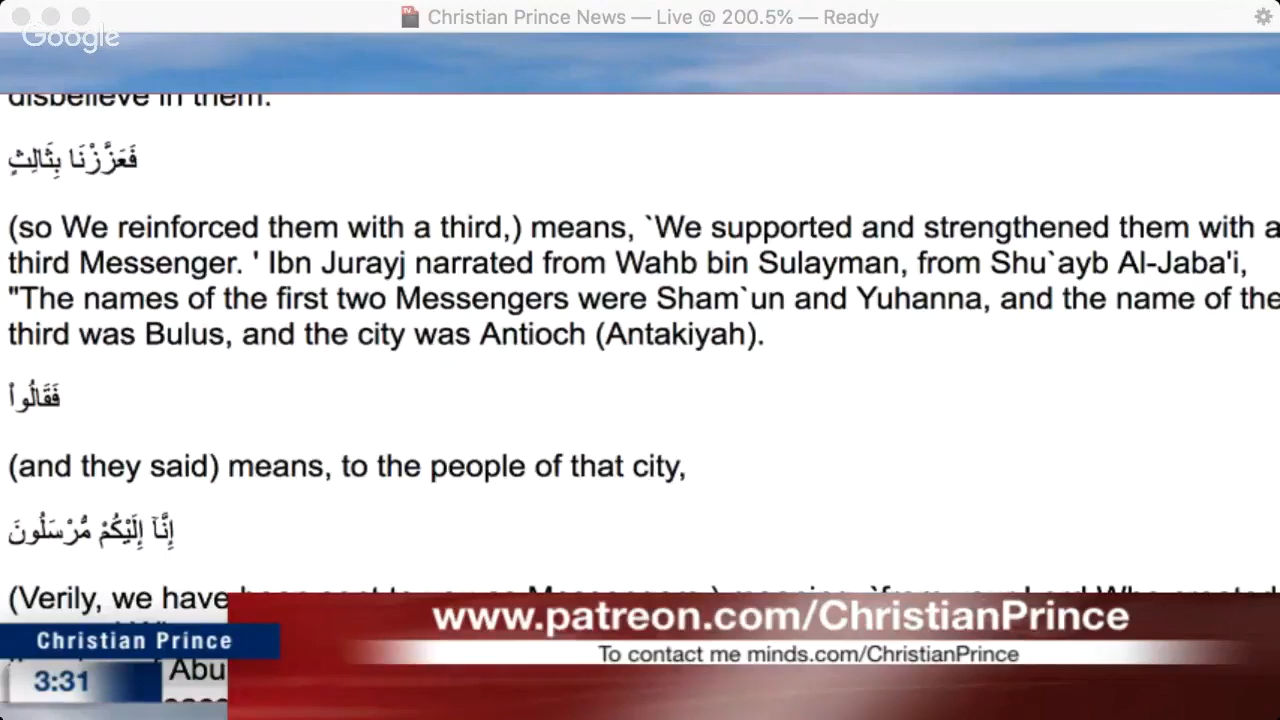 Christian Prince News — Live @ 200.5% — Ready
Google
disbelieve in them.
فَعَزَّزْنَا بِثَالِثٍ
(so We reinforced them with a third,) means, `We supported and strengthened them with a
third Messenger. ' Ibn Jurayj narrated from Wahb bin Sulayman, from Shu`ayb Al-Jaba'i,
"The names of the first two Messengers were Sham`un and Yuhanna, and the name of the
third was Bulus, and the city was Antioch (Antakiyah).
فَقَالُواْ
(and they said) means, to the people of that city,
إِنَّآ إِلَيْكُمْ مُّرْسَلُونَ
(Verily, we have
www.patreon.com/ChristianPrince
Christian Prince
To contact me minds.com/ChristianPrince
Abu
3:31